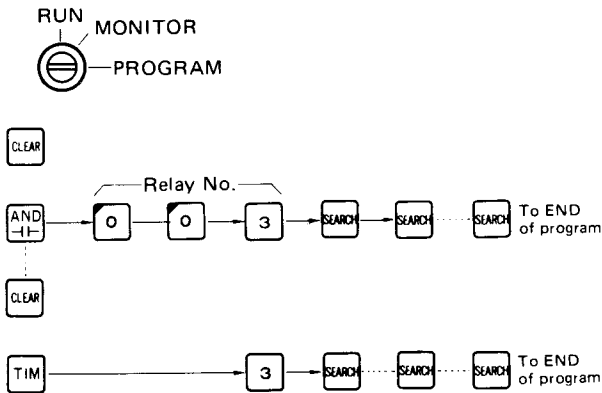 RUN
MONITOR
PROGRAM
CLEAR
Relay No.
AND 0 0 3 SEARCH SEARCH SEARCH To END
of program
CLEAR
TIM 3 SEARCH SEARCH SEARCH To END
of program